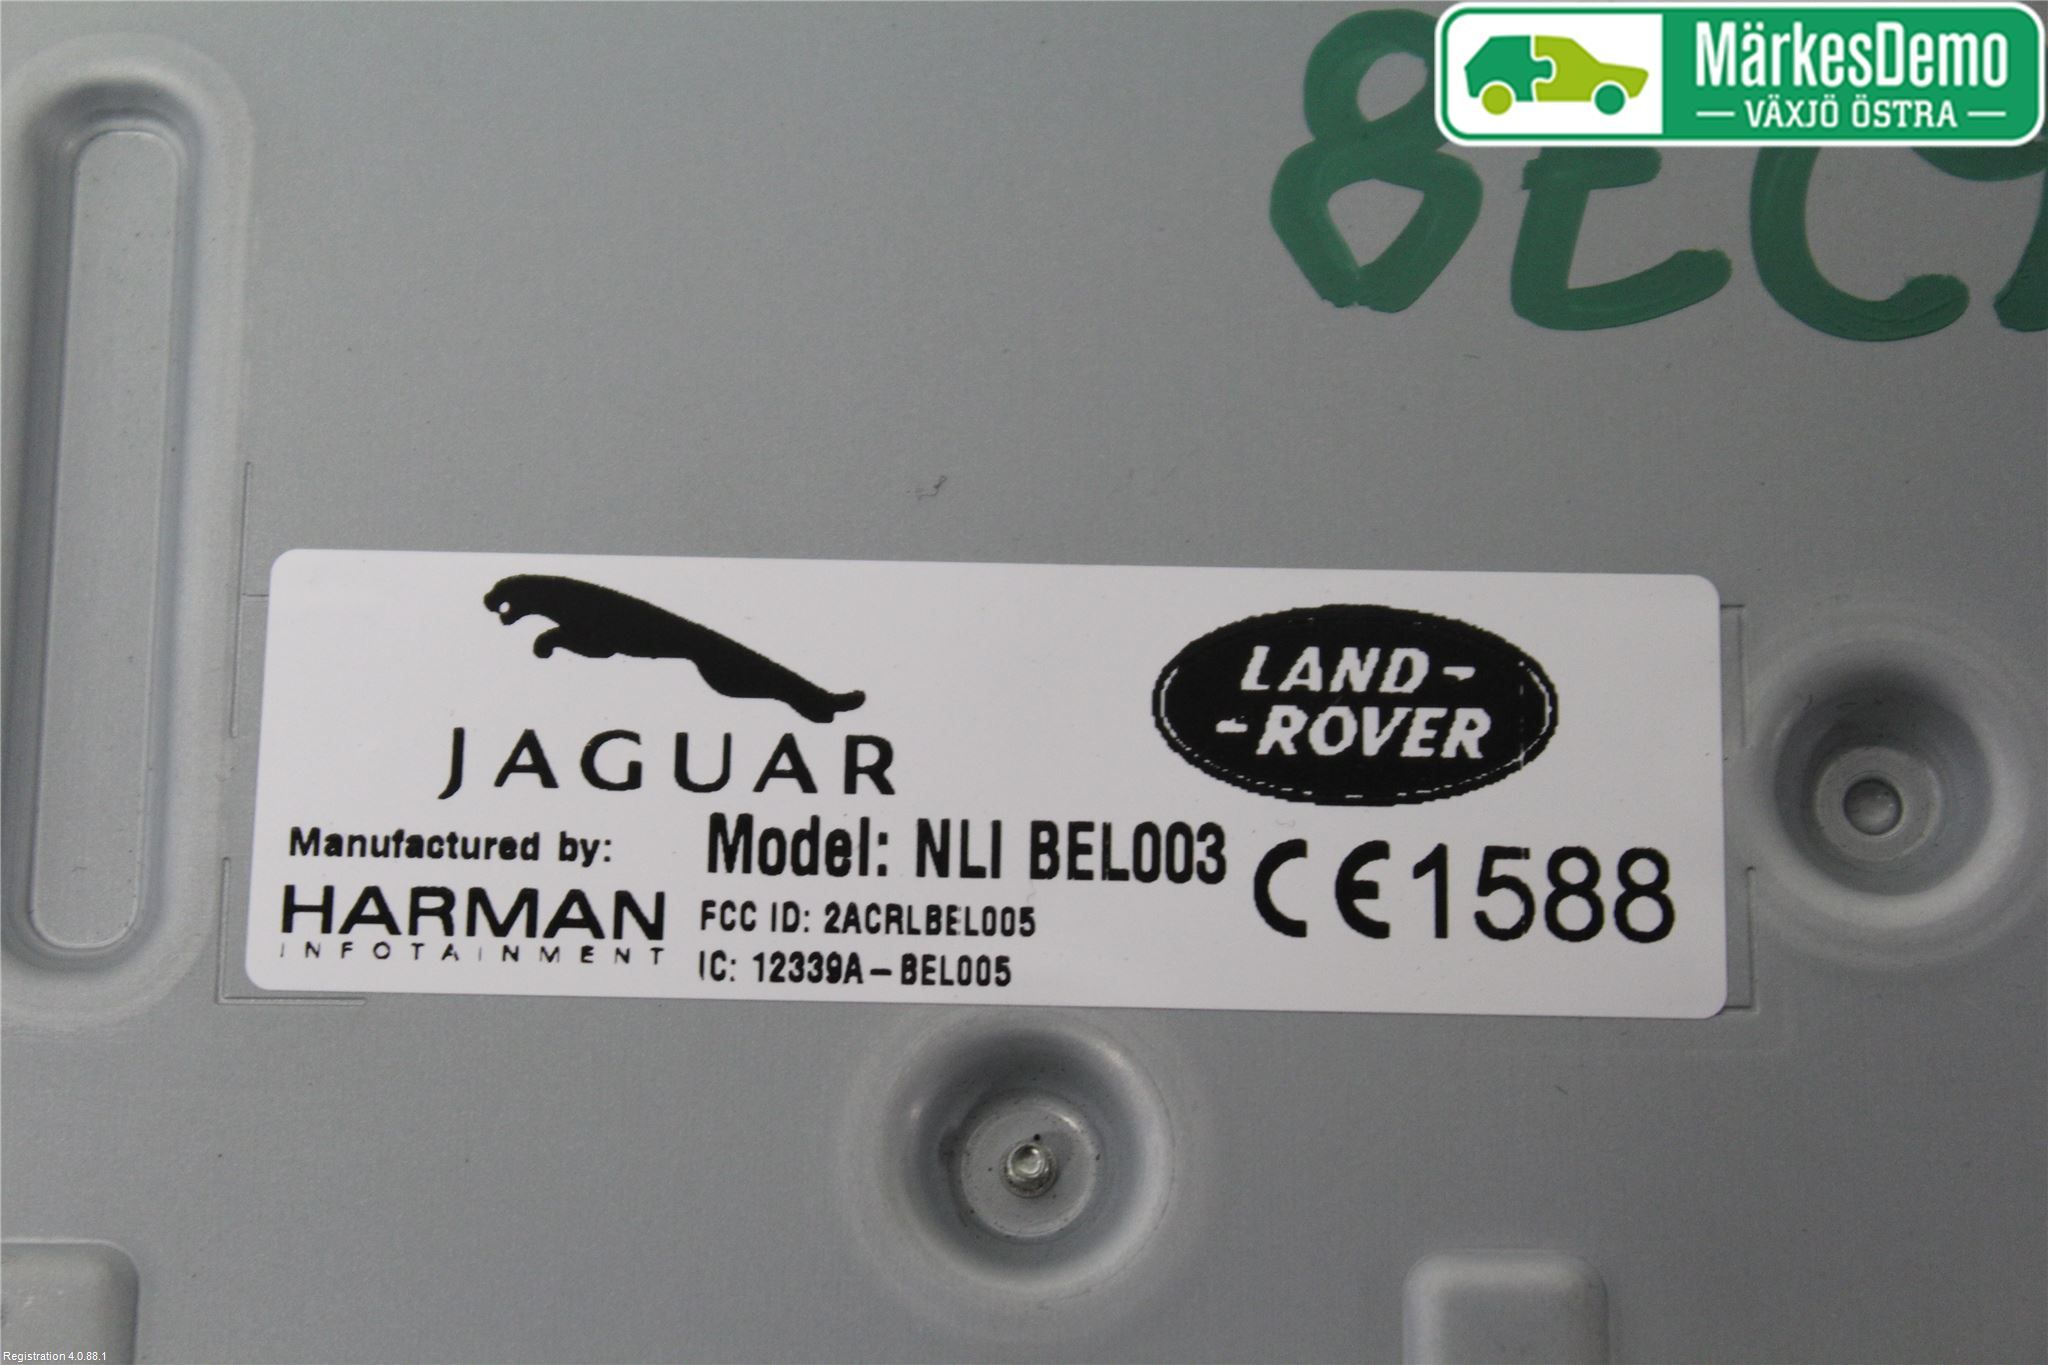 MärkesDemo
— VÄXJÖ ÖSTRA —
JAGUAR
LAND-
-ROVER
Manufactured by:
HARMAN
INFOTAINMENT
Model: NLI BEL003
FCC ID: 2ACRLBEL005
IC: 12339A-BEL005
CE1588
Registration 4.0.88.1